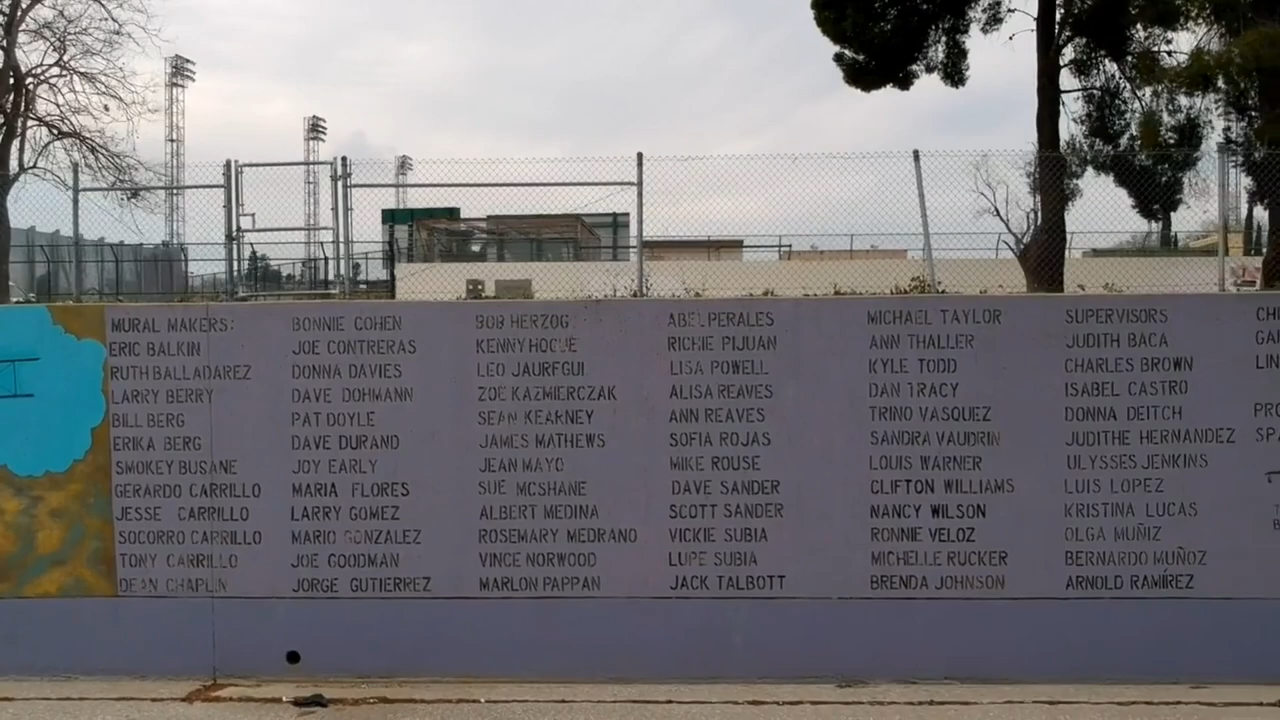 MURAL MAKERS:
ERIC BALKIN
RUTH BALLADAREZ
LARRY BERRY
BILL BERG
ERIKA BERG
SMOKEY BUSANE
GERARDO CARRILLO
JESSE CARRILLO
SOCORRO CARRILLO
TONY CARRILLO
DEAN CHAPLIN
BONNIE COHEN
JOE CONTRERAS
DONNA DAVIES
DAVE DOHMANN
PAT DOYLE
DAVE DURAND
JOY EARLY
MARIA FLORES
LARRY GOMEZ
MARIO GONZALEZ
JOE GOODMAN
JORGE GUTIERREZ
BOB HERZOG
KENNY HOGUE
LEO JAUREGUI
ZOE KAZMIERCZAK
SEAN KEARNEY
JAMES MATHEWS
JEAN MAYO
SUE MCSHANE
ALBERT MEDINA
ROSEMARY MEDRANO
VINCE NORWOOD
MARLON PAPPAN
ABEL PERALES
RICHIE PIJUAN
LISA POWELL
ALISA REAVES
ANN REAVES
SOFIA ROJAS
MIKE ROUSE
DAVE SANDER
SCOTT SANDER
VICKIE SUBIA
LUPE SUBIA
JACK TALBOTT
MICHAEL TAYLOR
ANN THALLER
KYLE TODD
DAN TRACY
TRINO VASQUEZ
SANDRA VAUDRIN
LOUIS WARNER
CLIFTON WILLIAMS
NANCY WILSON
RONNIE VELOZ
MICHELLE RUCKER
BRENDA JOHNSON
SUPERVISORS
JUDITH BACA
CHARLES BROWN
ISABEL CASTRO
DONNA DEITCH
JUDITHE HERNANDEZ
ULYSSES JENKINS
LUIS LOPEZ
KRISTINA LUCAS
OLGA MUÑIZ
BERNARDO MUÑOZ
ARNOLD RAMÍREZ